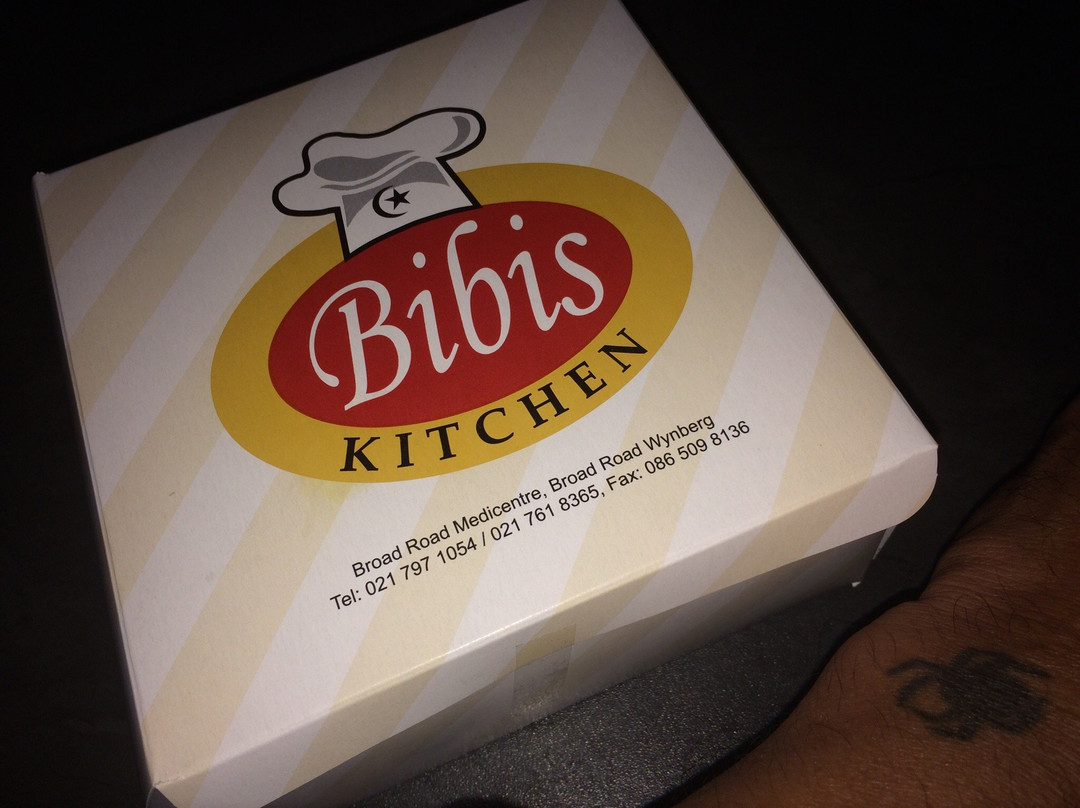 Bibis
KITCHEN
Broad Road Medicentre, Broad Road Wynberg
Tel: 021 797 1054 / 021 761 8365, Fax: 086 509 8136